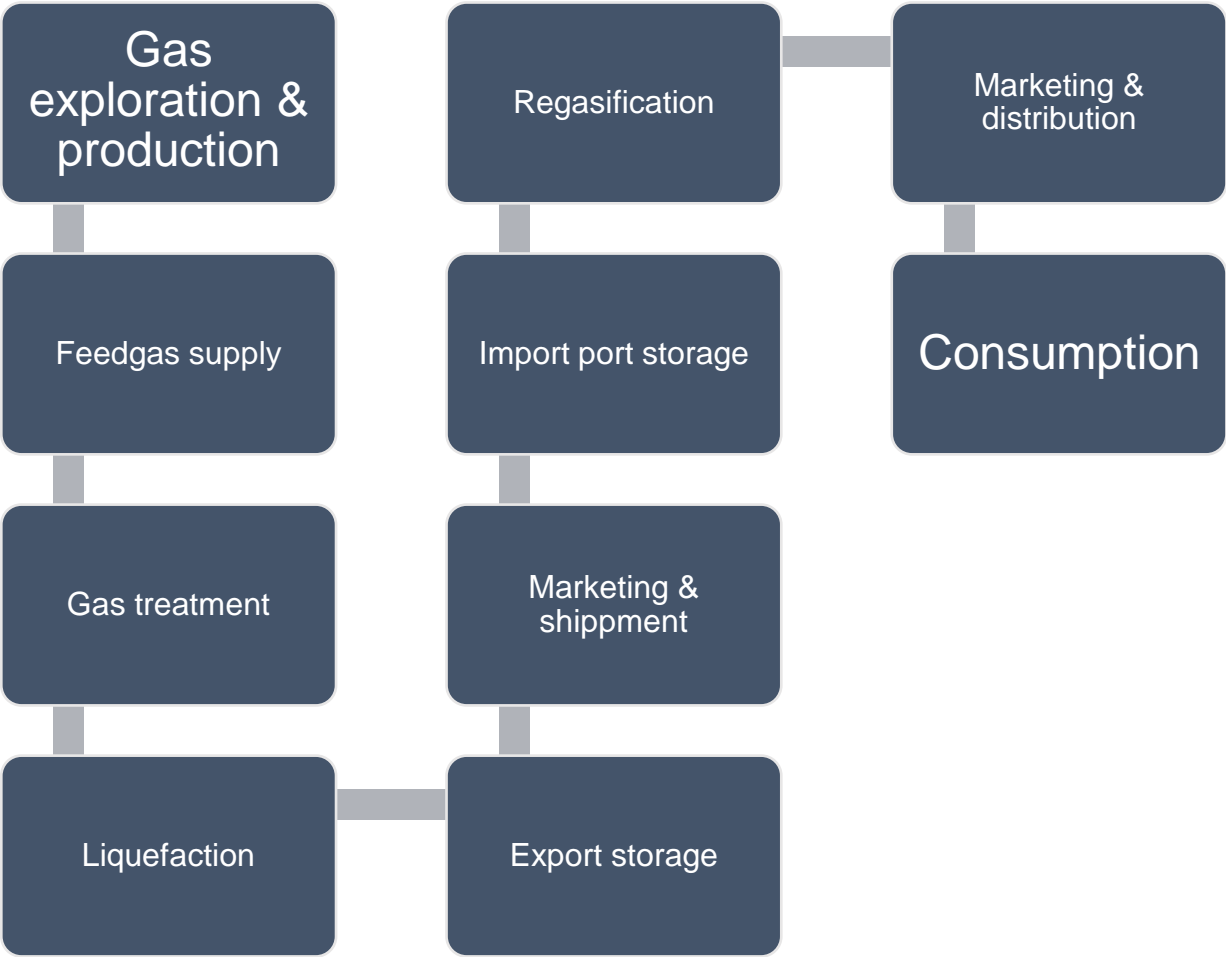 Gas
exploration &
production
Feedgas supply
Gas treatment
Liquefaction
Export storage
Marketing &
shippment
Import port storage
Regasification
Marketing &
distribution
Consumption